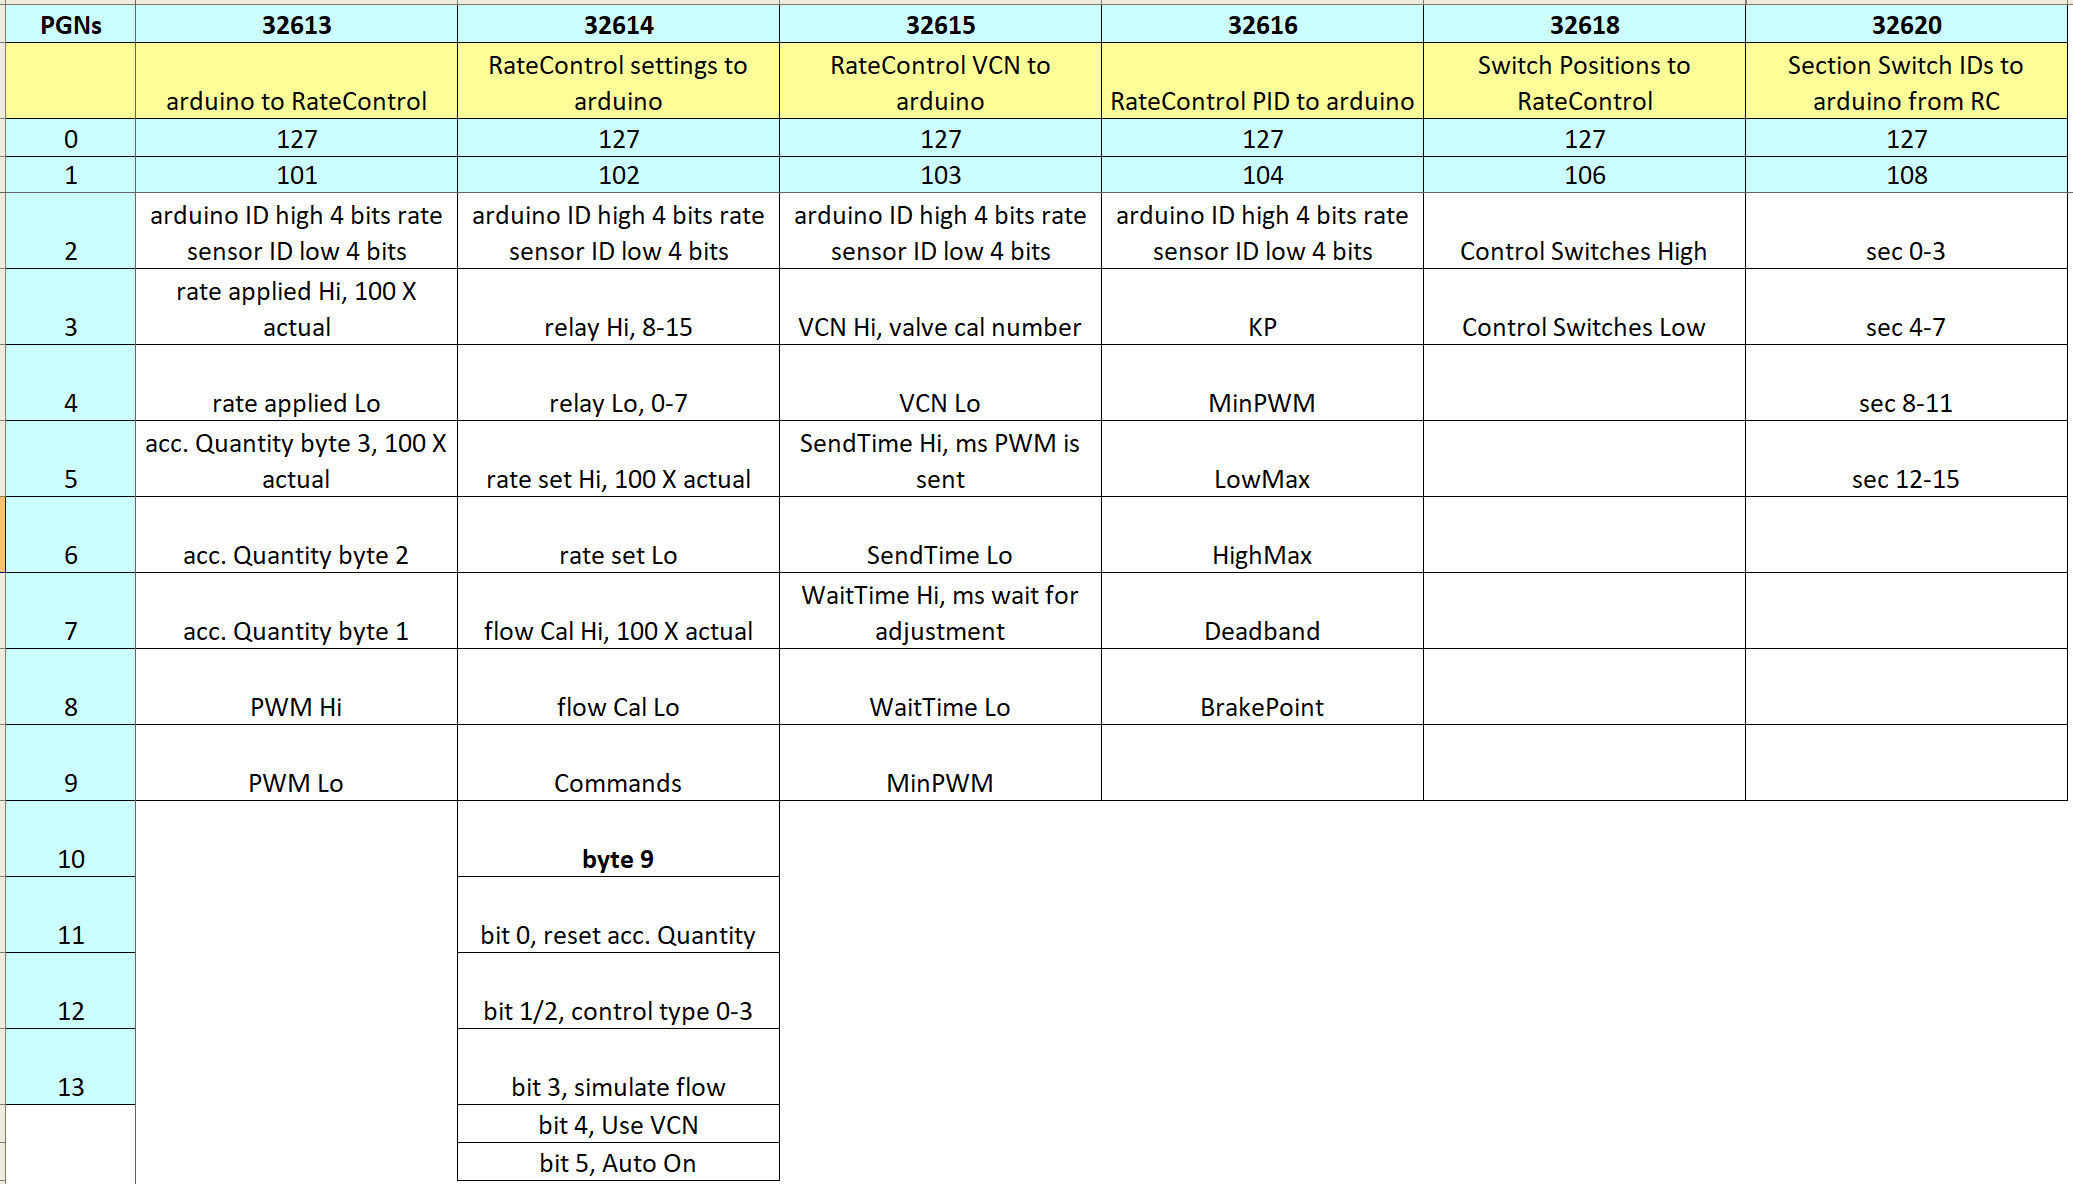 PGNs 32613 32614 32615 32616 32618 32620
arduino to RateControl RateControl settings to arduino RateControl VCN to arduino RateControl PID to arduino Switch Positions to RateControl Section Switch IDs to arduino from RC
0 127 127 127 127 127 127
1 101 102 103 104 106 108
2 arduino ID high 4 bits rate sensor ID low 4 bits arduino ID high 4 bits rate sensor ID low 4 bits arduino ID high 4 bits rate sensor ID low 4 bits arduino ID high 4 bits rate sensor ID low 4 bits Control Switches High sec 0-3
3 rate applied Hi, 100 X actual relay Hi, 8-15 VCN Hi, valve cal number KP Control Switches Low sec 4-7
4 rate applied Lo relay Lo, 0-7 VCN Lo MinPWM sec 8-11
5 acc. Quantity byte 3, 100 X actual rate set Hi, 100 X actual SendTime Hi, ms PWM is sent LowMax sec 12-15
6 acc. Quantity byte 2 rate set Lo SendTime Lo HighMax
7 acc. Quantity byte 1 flow Cal Hi, 100 X actual WaitTime Hi, ms wait for adjustment Deadband
8 PWM Hi flow Cal Lo WaitTime Lo BrakePoint
9 PWM Lo Commands MinPWM
10 byte 9
11 bit 0, reset acc. Quantity
12 bit 1/2, control type 0-3
13 bit 3, simulate flow
bit 4, Use VCN
bit 5, Auto On